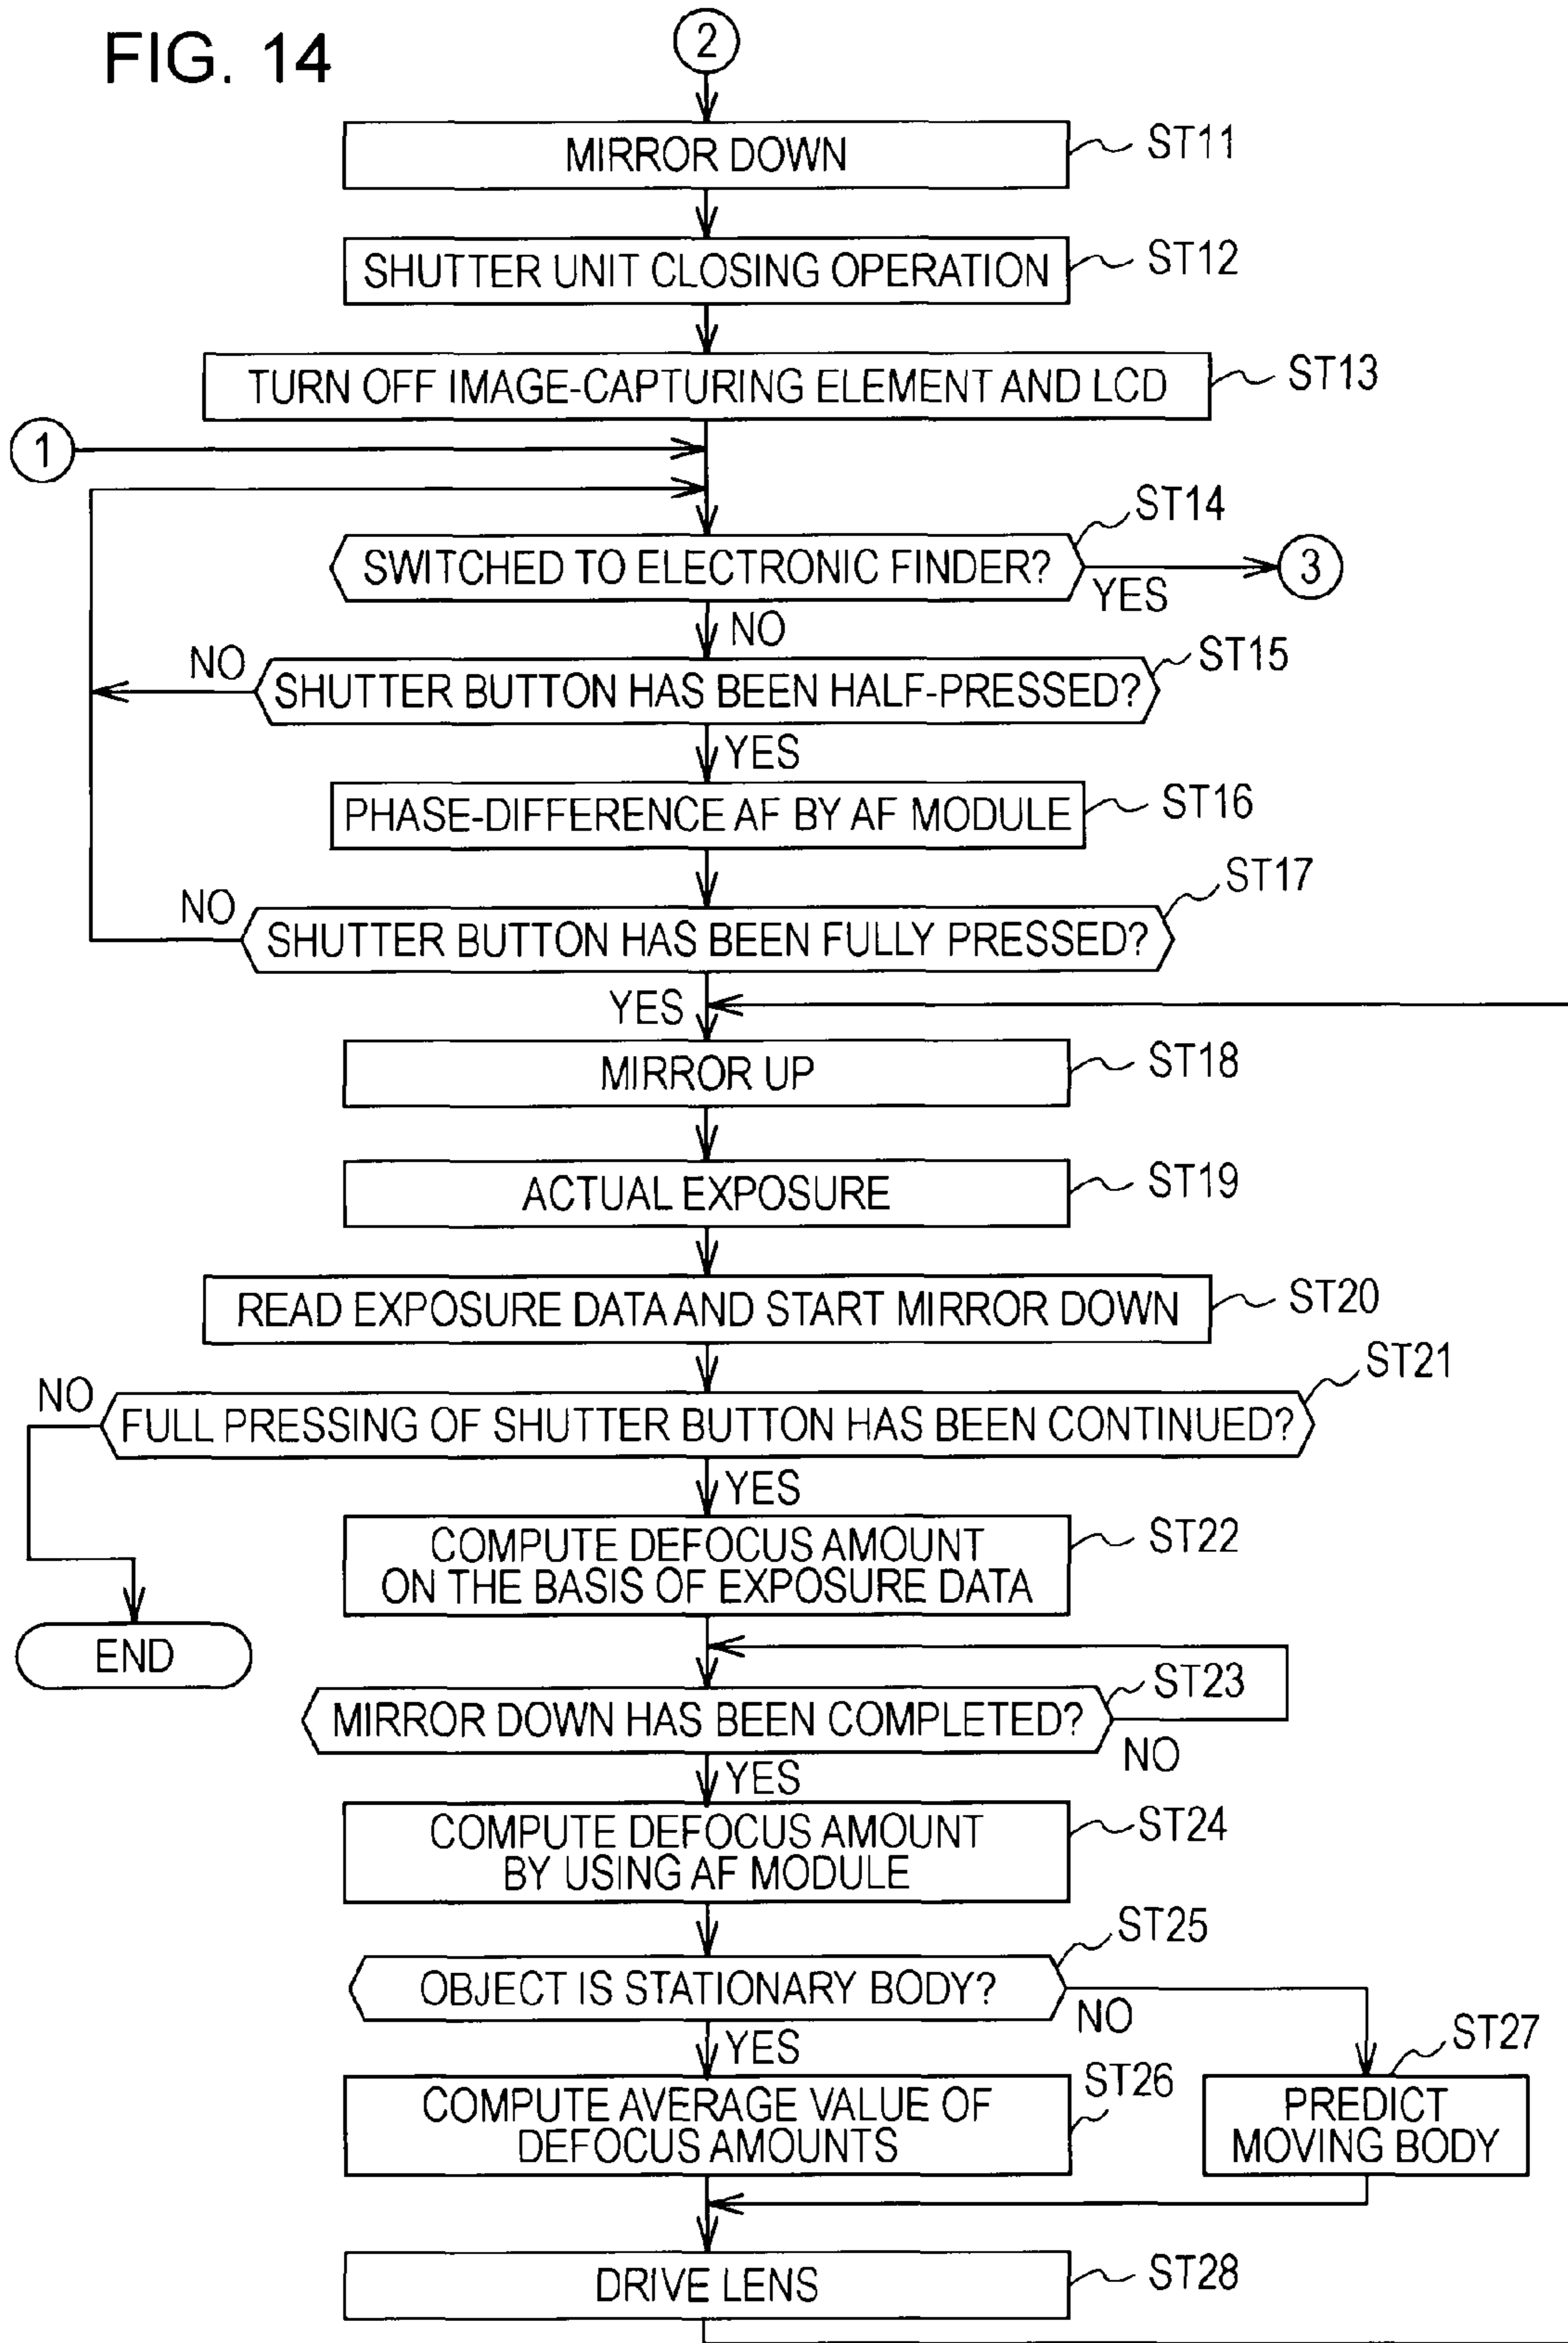 FIG. 14
2
MIRROR DOWN
ST11
SHUTTER UNIT CLOSING OPERATION
ST12
TURN OFF IMAGE-CAPTURING ELEMENT AND LCD
ST13
1
ST14
SWITCHED TO ELECTRONIC FINDER?
YES
3
NO
ST15
NO
SHUTTER BUTTON HAS BEEN HALF-PRESSED?
YES
PHASE-DIFFERENCE AF BY AF MODULE
ST16
ST17
NO
SHUTTER BUTTON HAS BEEN FULLY PRESSED?
YES
MIRROR UP
ST18
ACTUAL EXPOSURE
ST19
READ EXPOSURE DATA AND START MIRROR DOWN
ST20
ST21
NO
FULL PRESSING OF SHUTTER BUTTON HAS BEEN CONTINUED?
YES
COMPUTE DEFOCUS AMOUNT
ON THE BASIS OF EXPOSURE DATA
ST22
END
ST23
MIRROR DOWN HAS BEEN COMPLETED?
NO
YES
COMPUTE DEFOCUS AMOUNT
BY USING AF MODULE
ST24
ST25
OBJECT IS STATIONARY BODY?
NO
YES
ST27
ST26
COMPUTE AVERAGE VALUE OF
DEFOCUS AMOUNTS
PREDICT
MOVING BODY
DRIVE LENS
ST28